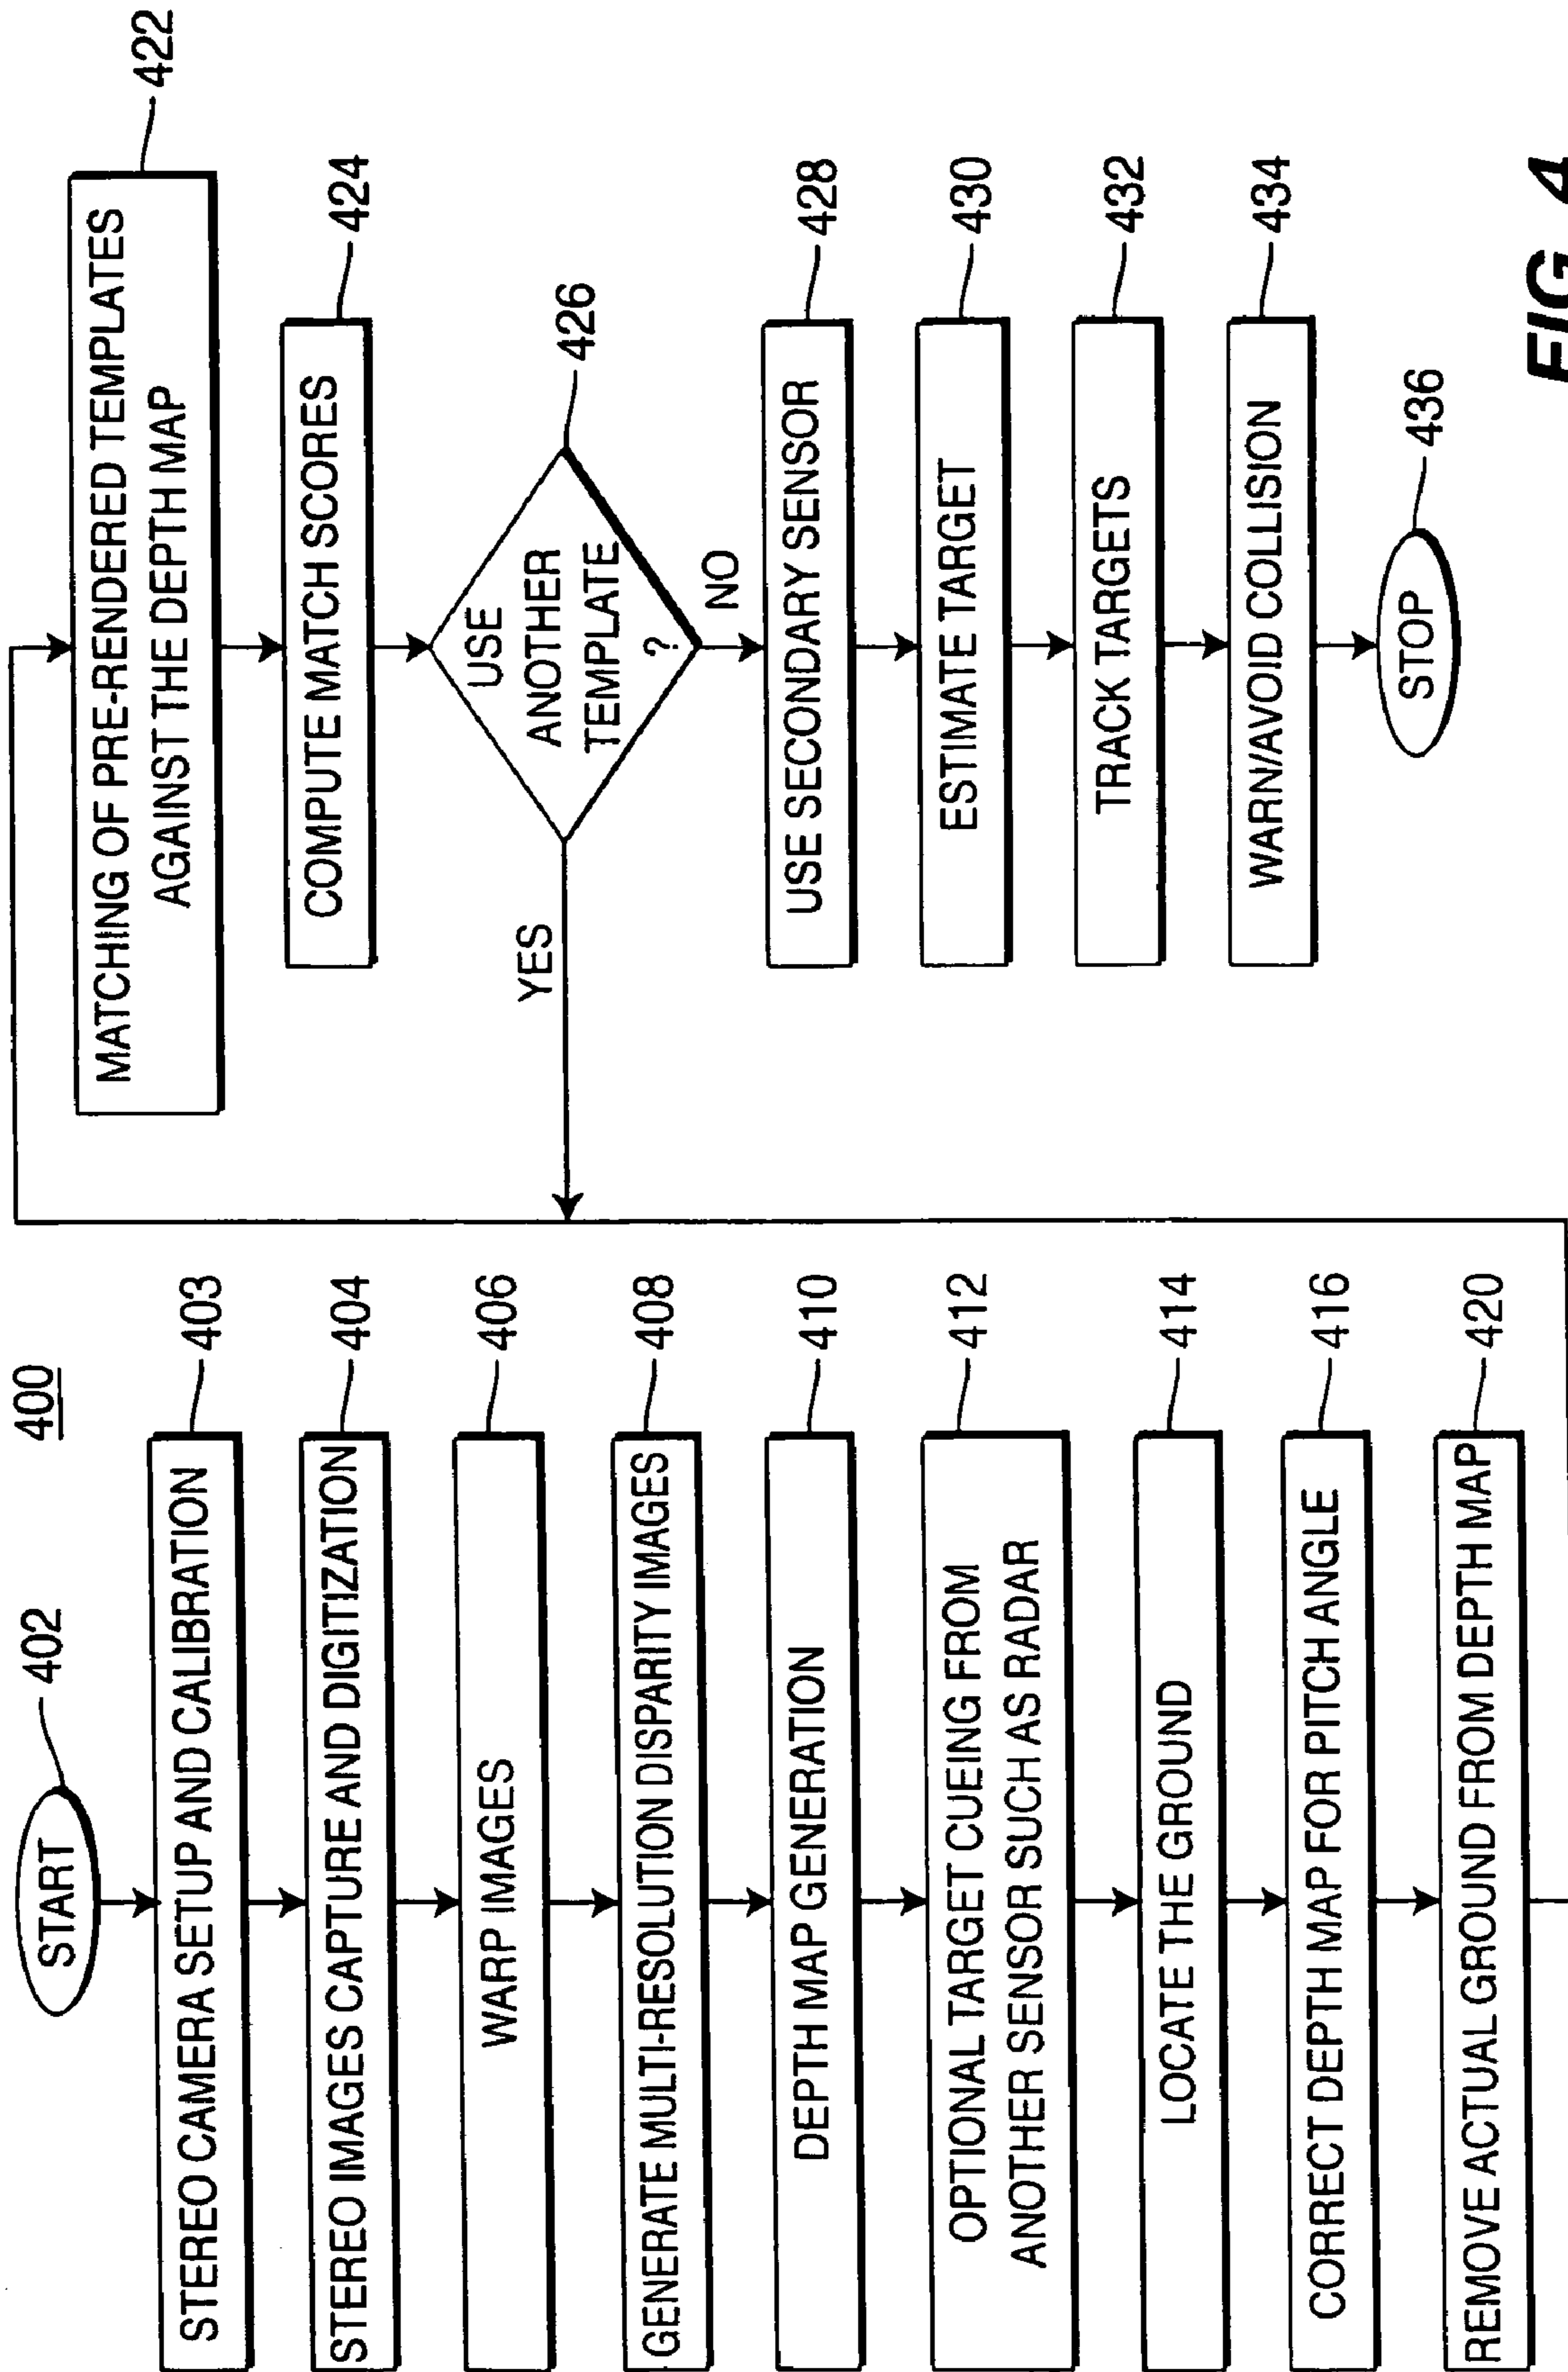 400
START
402
STEREO CAMERA SETUP AND CALIBRATION
403
STEREO IMAGES CAPTURE AND DIGITIZATION
404
WARP IMAGES
406
GENERATE MULTI-RESOLUTION DISPARITY IMAGES
408
DEPTH MAP GENERATION
410
OPTIONAL TARGET CUEING FROM
ANOTHER SENSOR SUCH AS RADAR
412
LOCATE THE GROUND
414
CORRECT DEPTH MAP FOR PITCH ANGLE
416
REMOVE ACTUAL GROUND FROM DEPTH MAP
420
MATCHING OF PRE-RENDERED TEMPLATES
AGAINST THE DEPTH MAP
422
COMPUTE MATCH SCORES
424
USE
ANOTHER
TEMPLATE
?
426
YES
NO
USE SECONDARY SENSOR
428
ESTIMATE TARGET
430
TRACK TARGETS
432
WARN/AVOID COLLISION
434
STOP
436
FIG. 4